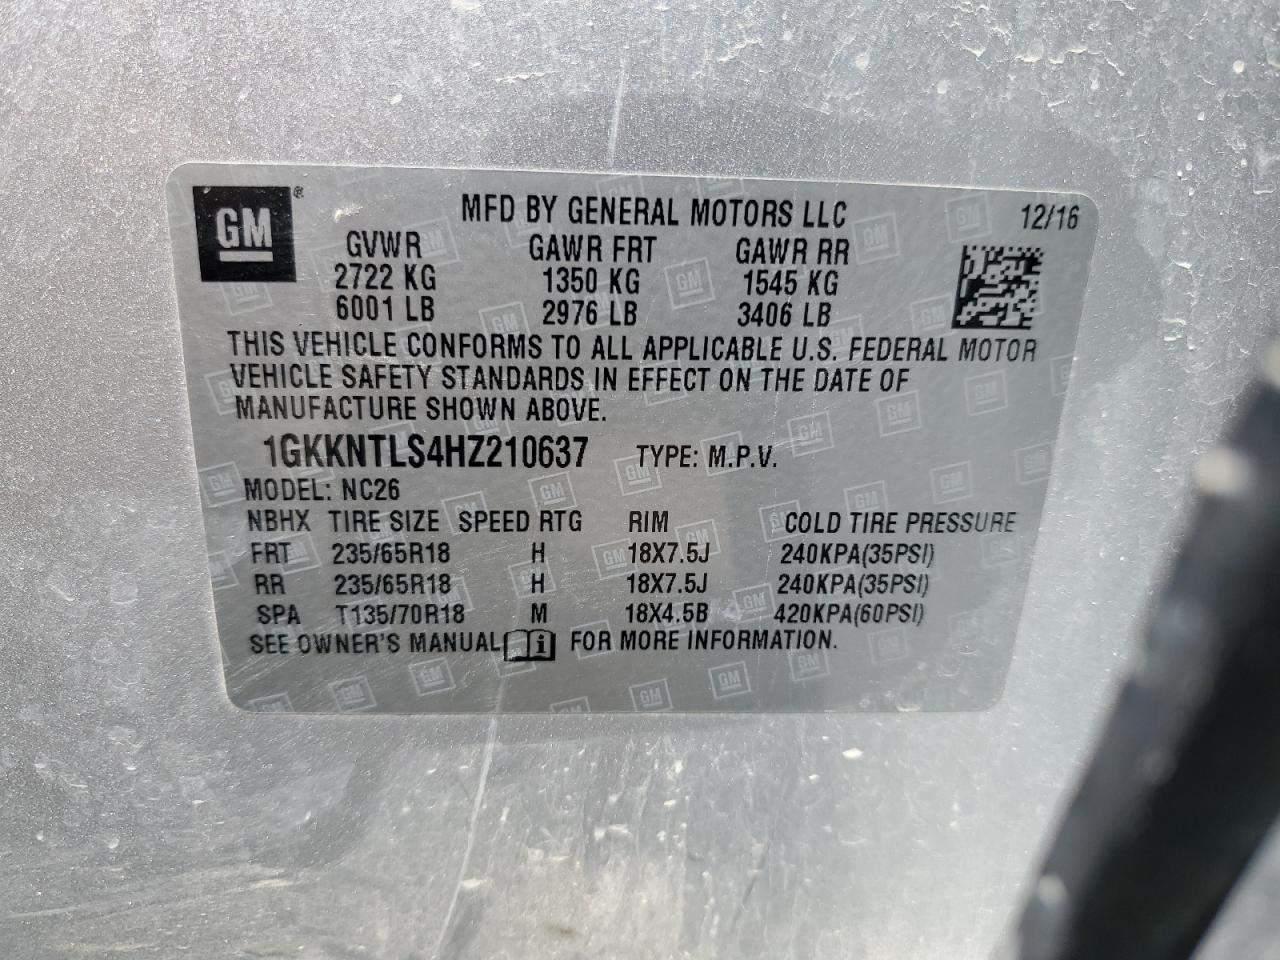 GM®
MFD BY GENERAL MOTORS LLC 12/16
GVWR GAWR FRT GAWR RR
2722 KG 1350 KG 1545 KG
6001 LB 2976 LB 3406 LB
THIS VEHICLE CONFORMS TO ALL APPLICABLE U.S. FEDERAL MOTOR
VEHICLE SAFETY STANDARDS IN EFFECT ON THE DATE OF
MANUFACTURE SHOWN ABOVE.
1GKKNTLS4HZ210637 TYPE: M.P.V.
MODEL: NC26
NBHX TIRE SIZE SPEED RTG RIM COLD TIRE PRESSURE
FRT 235/65R18 H 18X7.5J 240KPA(35PSI)
RR 235/65R18 H 18X7.5J 240KPA(35PSI)
SPA T135/70R18 M 18X4.5B 420KPA(60PSI)
SEE OWNER'S MANUAL i FOR MORE INFORMATION.